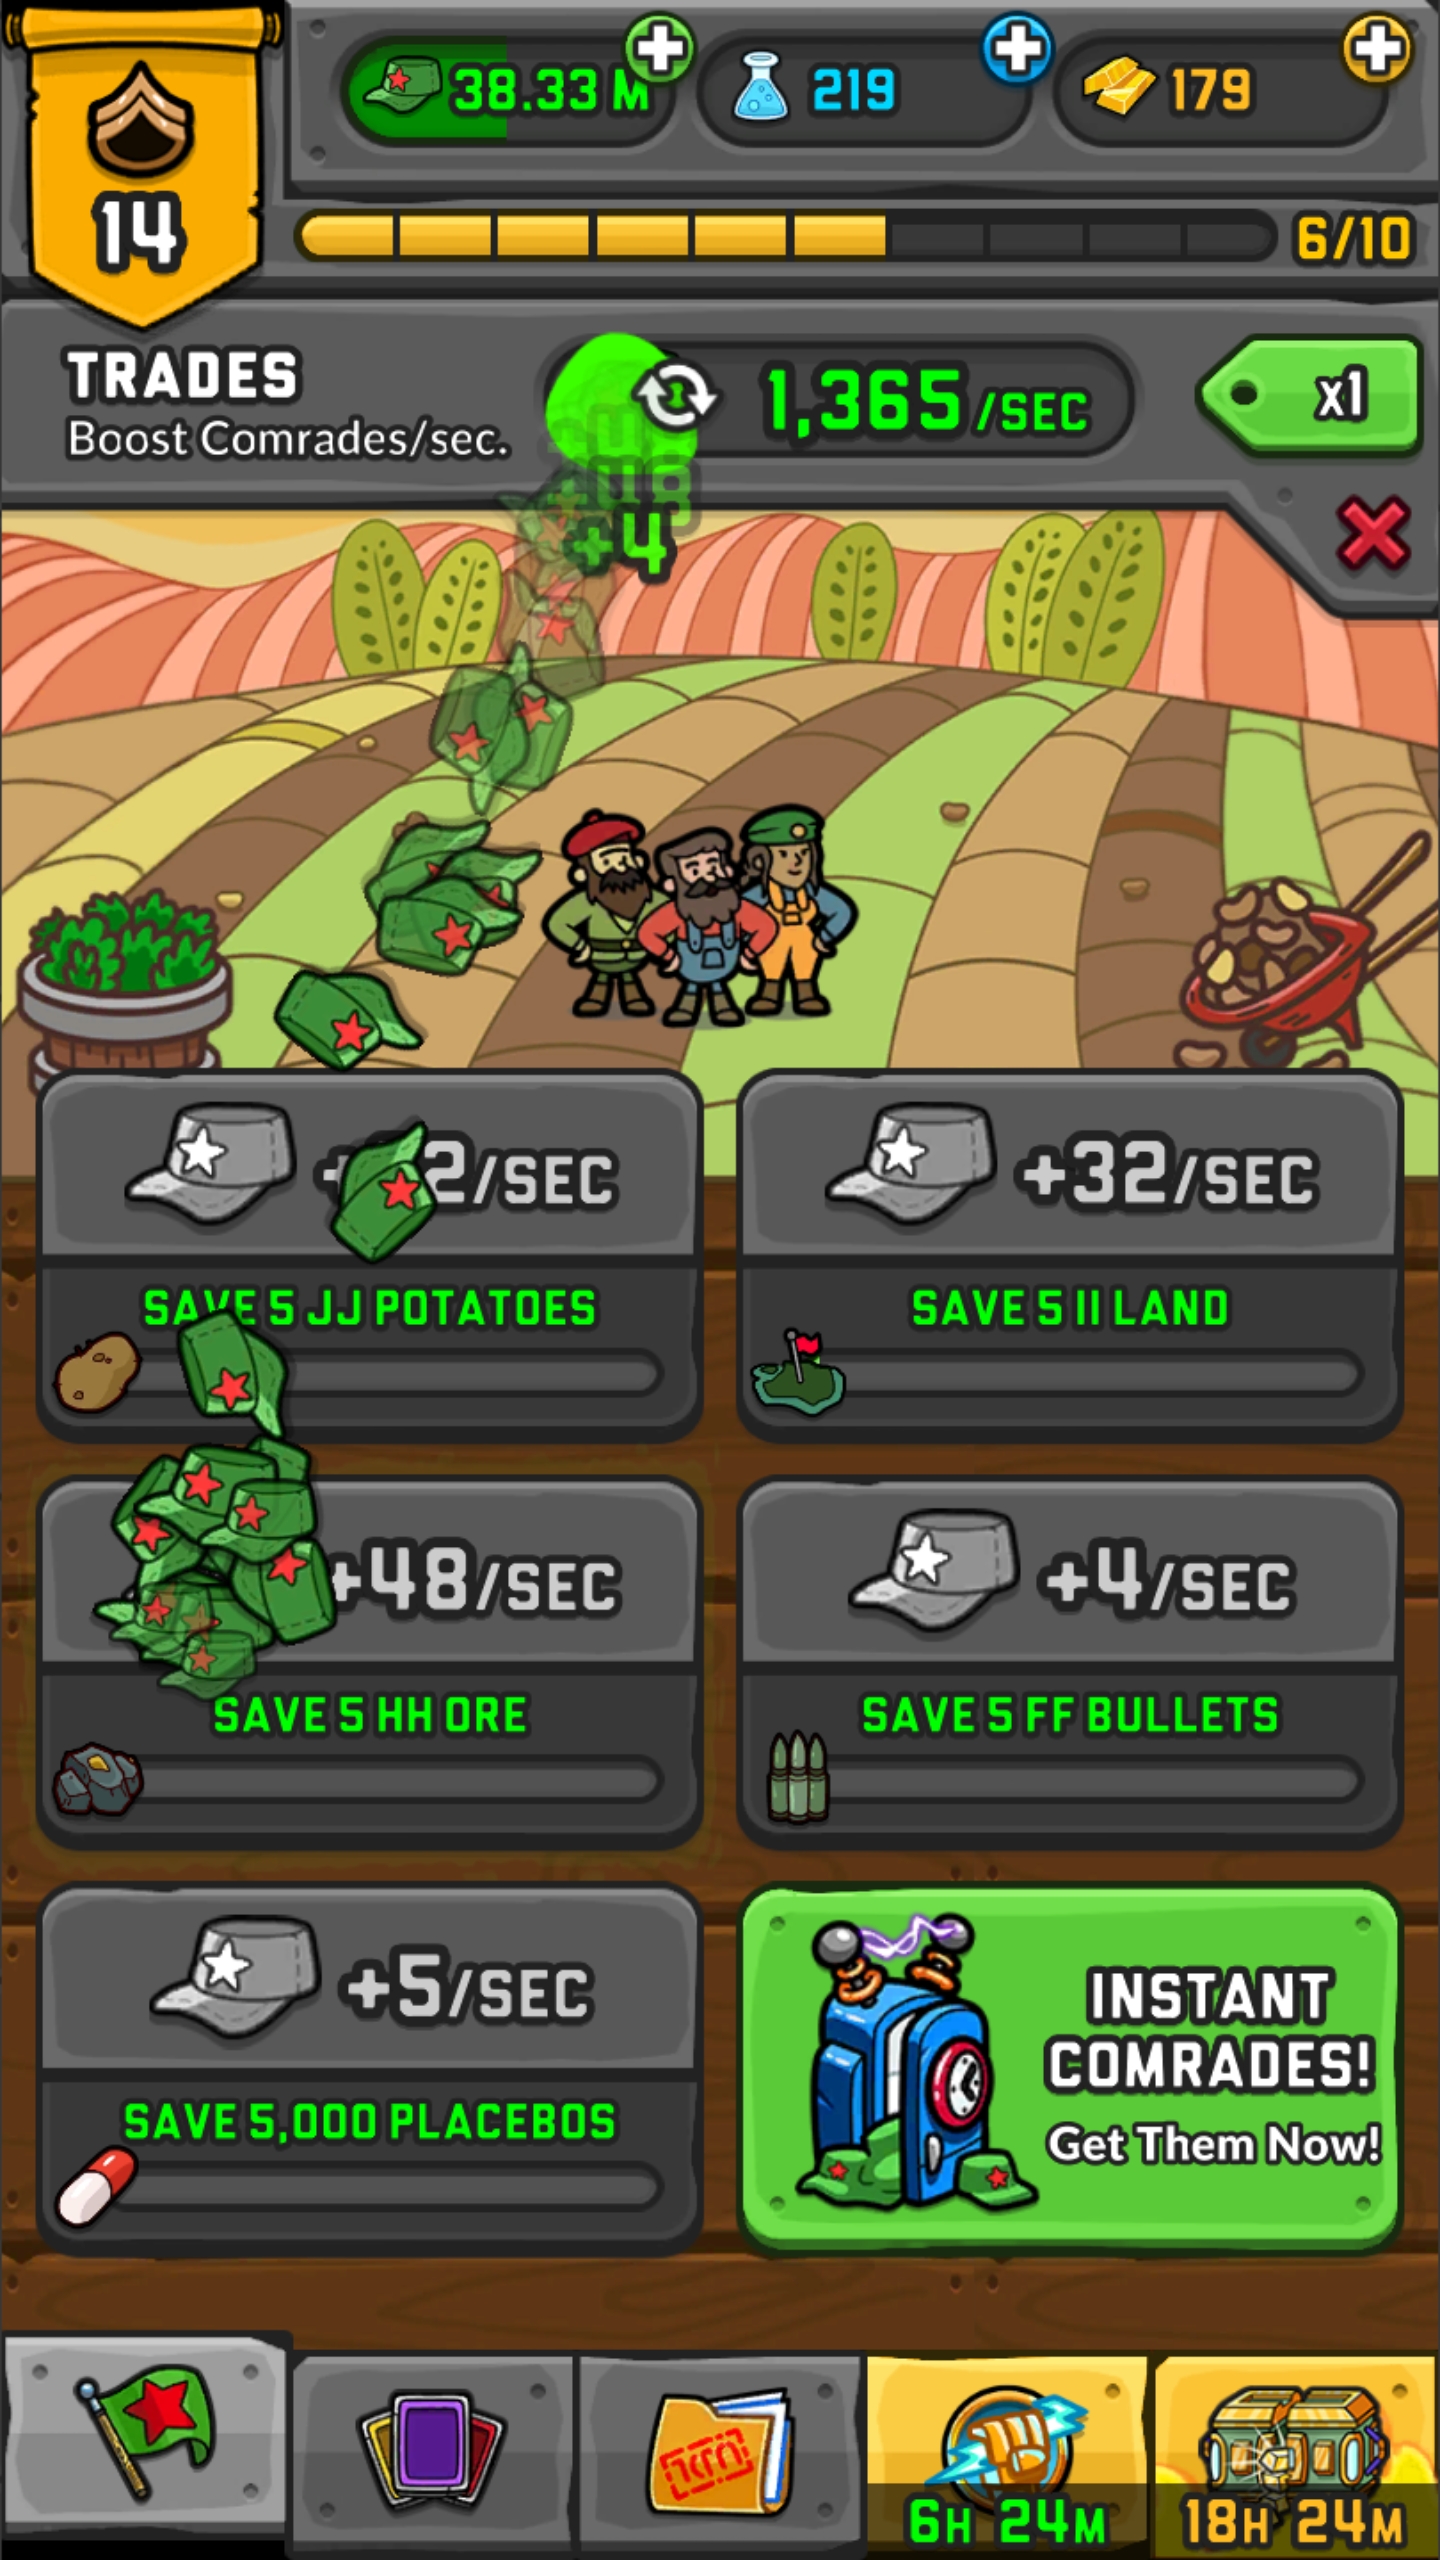 38.33 M
219
179
14
6/10
TRADES
Boost Comrades/sec.
1,365 /SEC
x1
+4
2/SEC
+32/SEC
SAVE 5 JJ POTATOES
SAVE 5 II LAND
+48/SEC
+4/SEC
SAVE 5 HH ORE
SAVE 5 FF BULLETS
+5/SEC
INSTANT
COMRADES!
Get Them Now!
SAVE 5,000 PLACEBOS
6H 24M
18H 24M